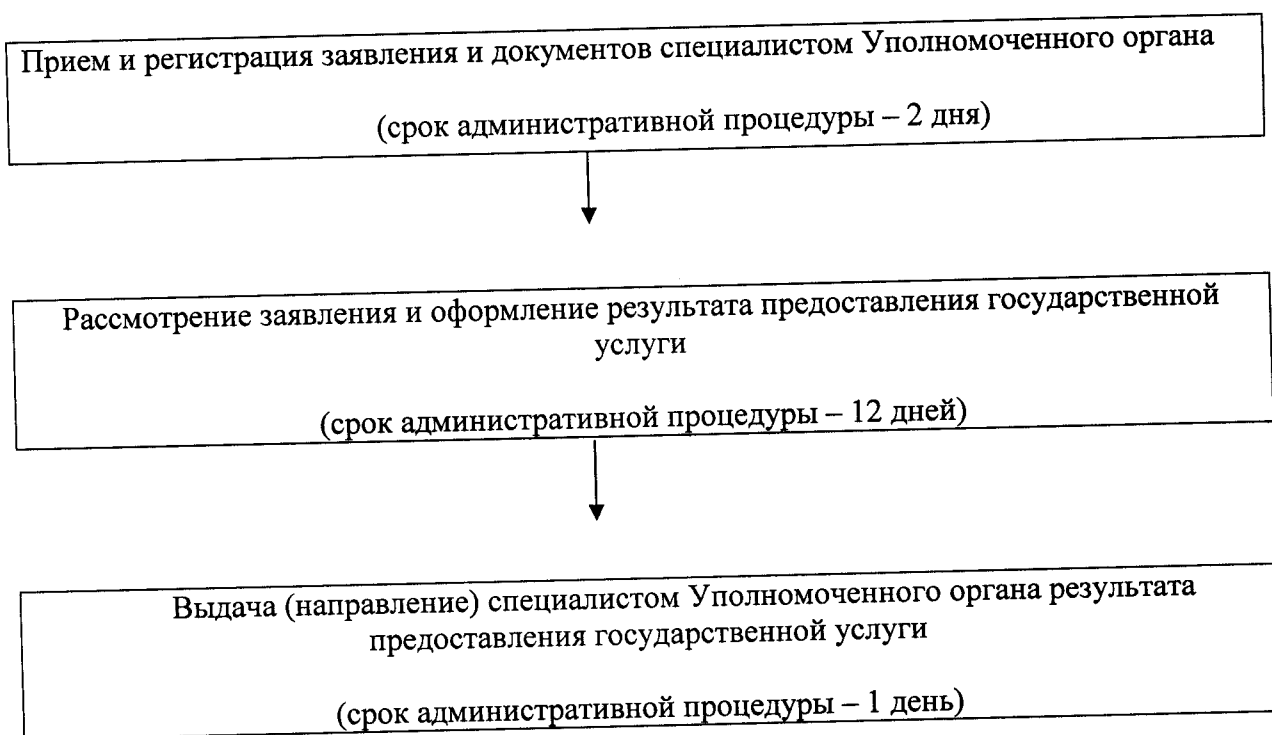 Прием и регистрация заявления и документов специалистом Уполномоченного органа
(срок административной процедуры – 2 дня)
Рассмотрение заявления и оформление результата предоставления государственной
услуги
(срок административной процедуры – 12 дней)
Выдача (направление) специалистом Уполномоченного органа результата
предоставления государственной услуги
(срок административной процедуры – 1 день)